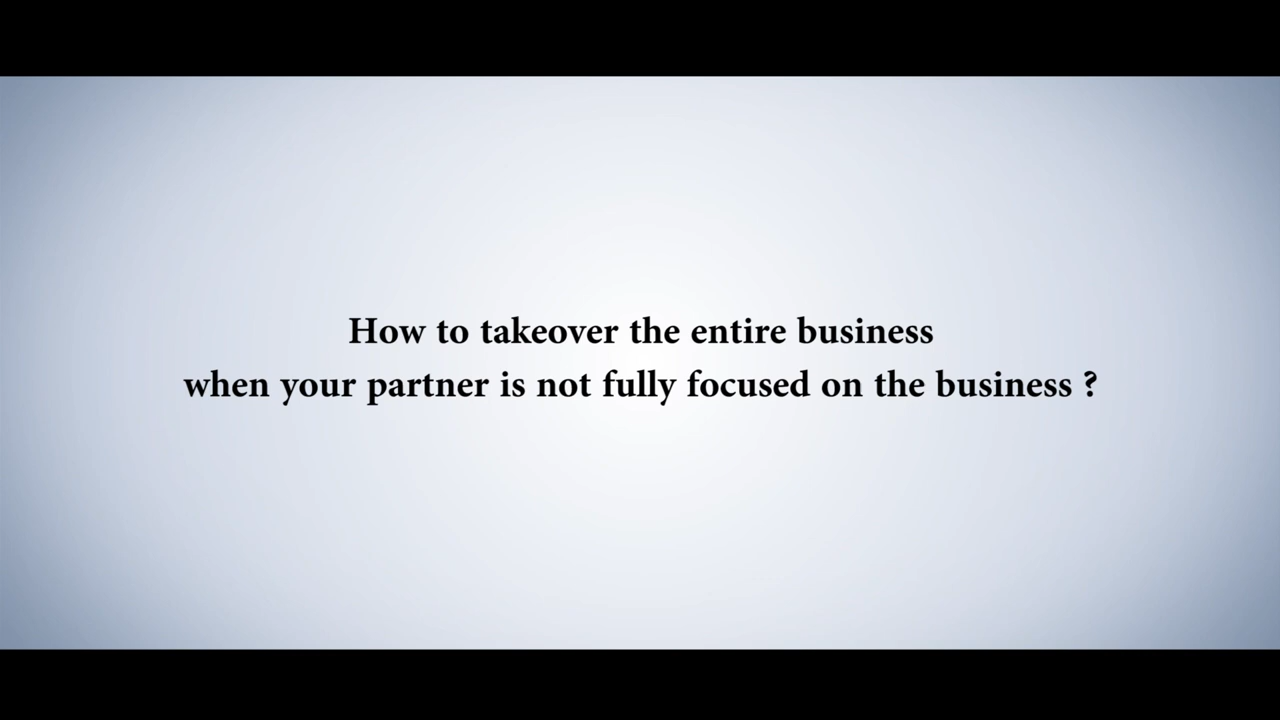 How to takeover the entire business
when your partner is not fully focused on the business ?